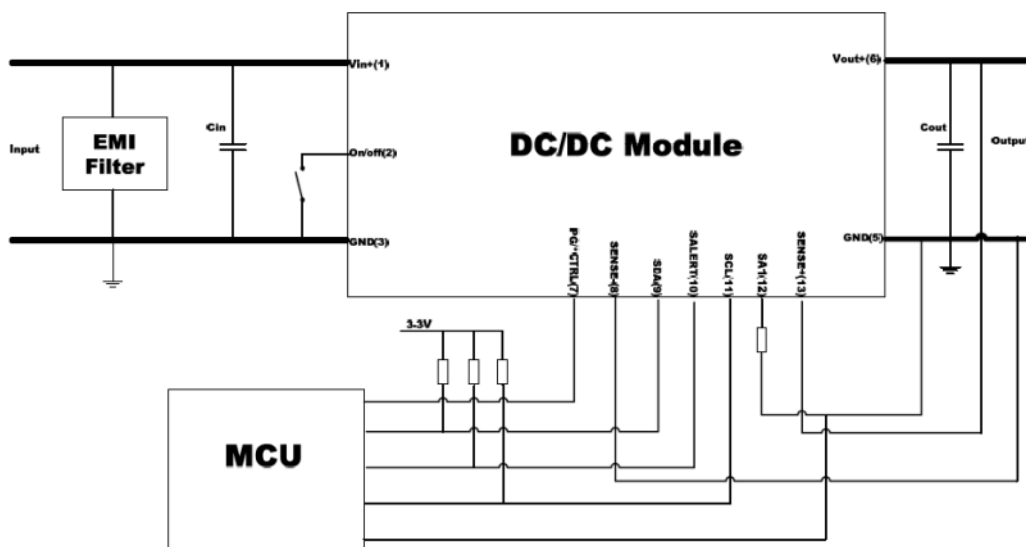 Vin+(1)
Vout+(6)
Input
EMI
Filter
Cin
On/off(2)
DC/DC Module
Cout
Output
GND(3)
GND(5)
PG/*CTRL(7)
SENSE-(8)
SDA(9)
SALERT(10)
SCL(11)
SA1(12)
SENSE+(13)
3-3V
MCU